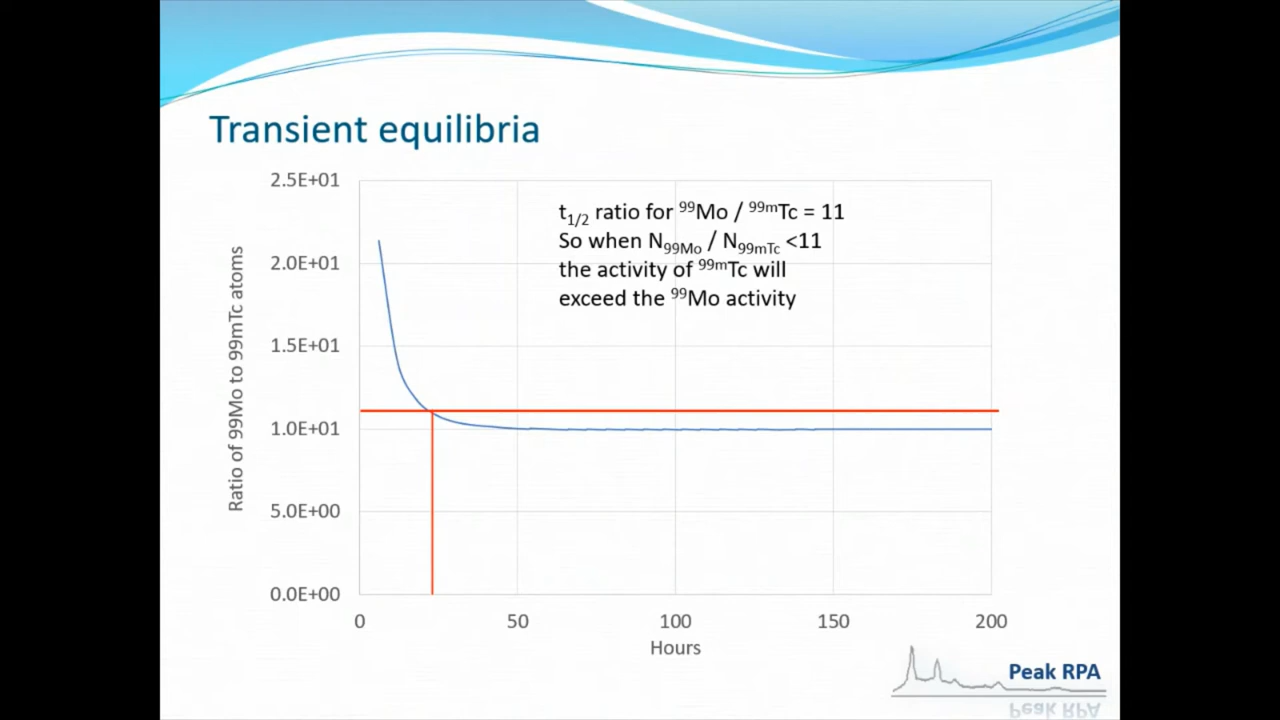 Transient equilibria
2.5E+01
2.0E+01
1.5E+01
1.0E+01
5.0E+00
0.0E+00
Ratio of 99Mo to 99mTc atoms
t1/2 ratio for 99Mo / 99mTc = 11
So when N99Mo / N99mTc <11
the activity of 99mTc will
exceed the 99Mo activity
0 50 100 150 200
Hours
Peak RPA